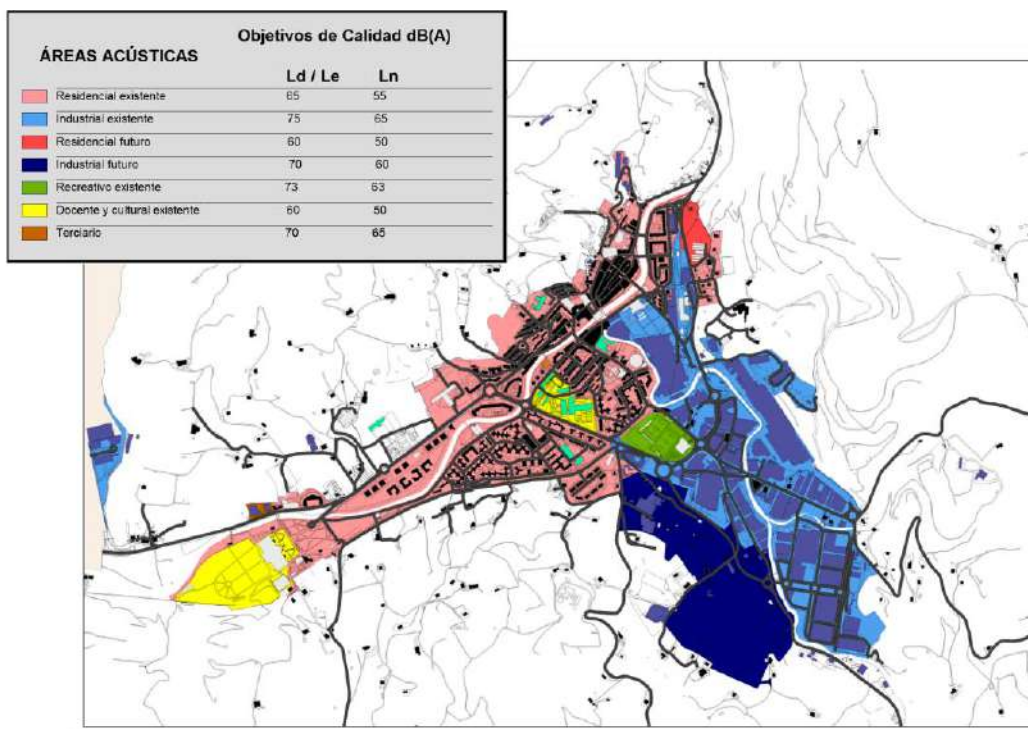 Objetivos de Calidad dB(A)
ÁREAS ACÚSTICAS
Ld / Le Ln
Residencial existente 65 55
Industrial existente 75 65
Residencial futuro 60 50
Industrial futuro 70 60
Recreativo existente 73 63
Docente y cultural existente 60 50
Terciario 70 65